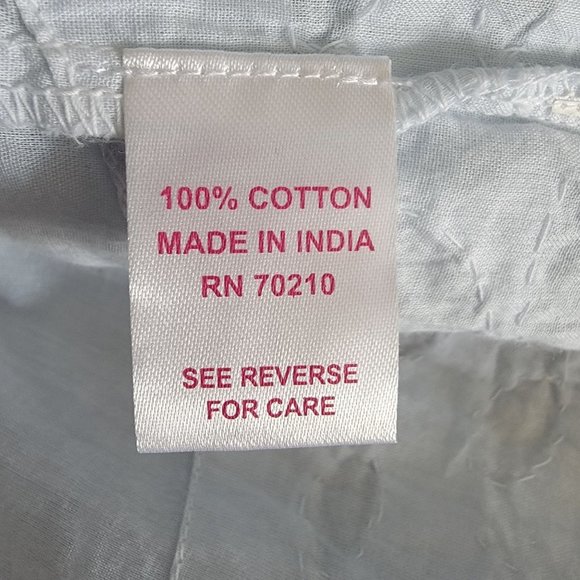 100% COTTON
MADE IN INDIA
RN 70210
SEE REVERSE
FOR CARE